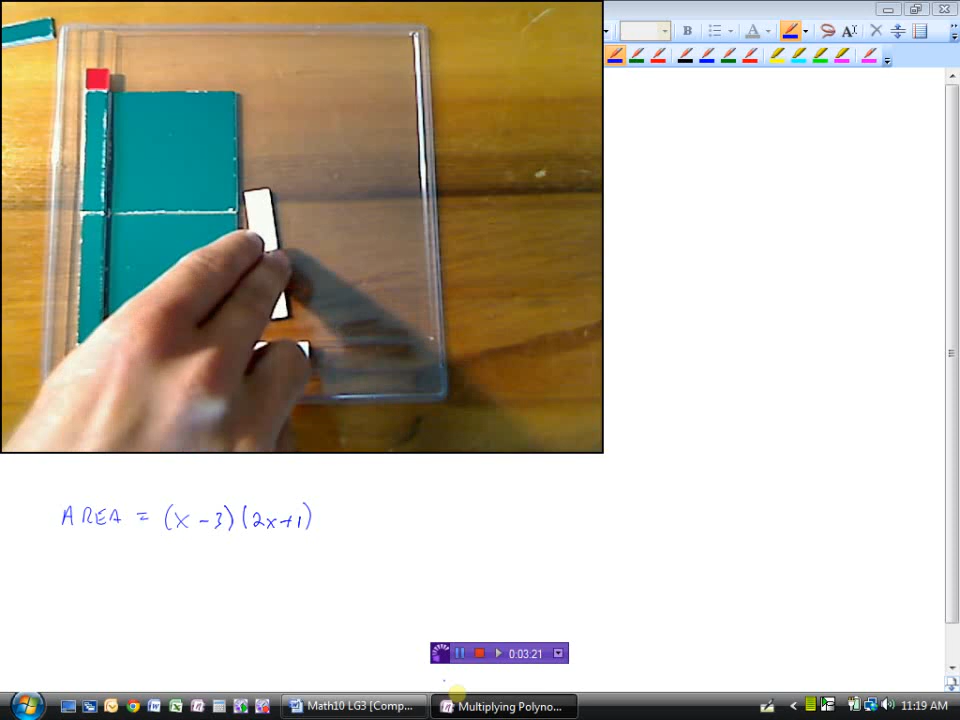 B
A
AREA = (x - 3)(2x+1)
0:03:21
Math10 LG3 [Comp...
Multiplying Polyno...
11:19 AM